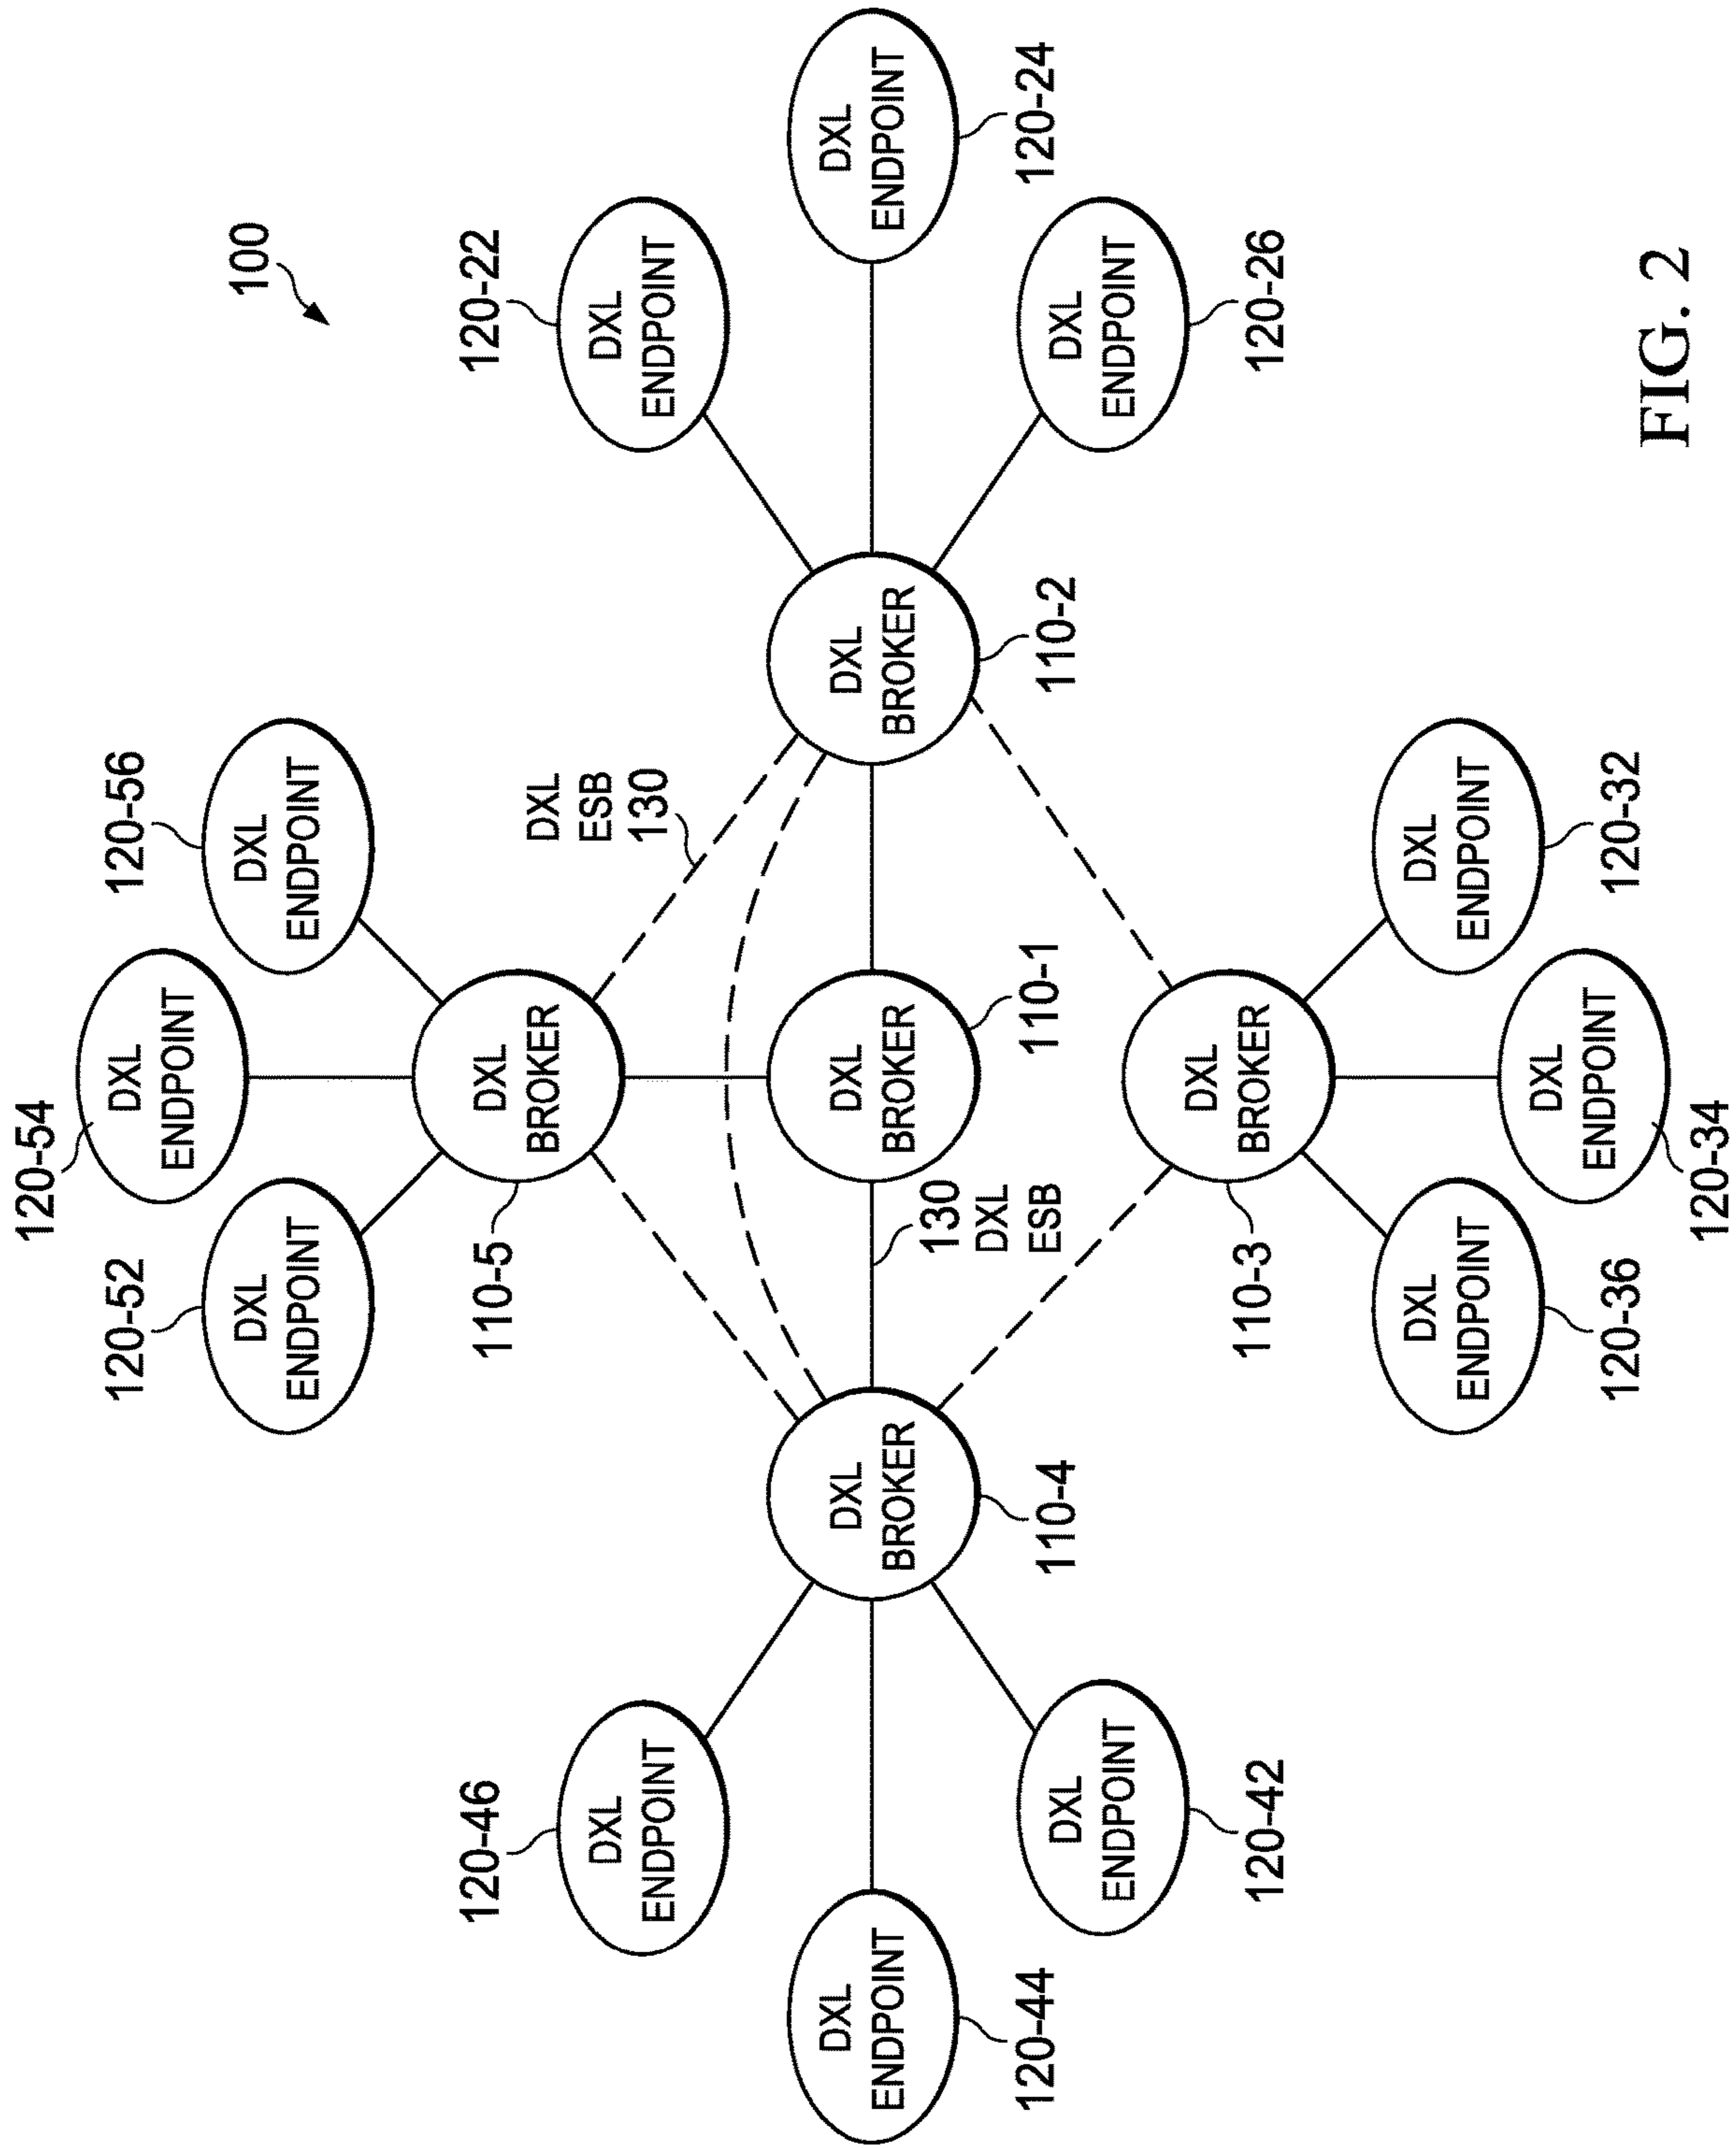 120-54
120-52
120-56
DXL
ENDPOINT
100
DXL
ENDPOINT
DXL
ENDPOINT
120-46
110-5
120-22
DXL
BROKER
DXL
ESB
130
DXL
ENDPOINT
DXL
ENDPOINT
DXL
ENDPOINT
DXL
BROKER
DXL
BROKER
DXL
BROKER
DXL
ENDPOINT
130
DXL
ESB
120-44
110-4
110-1
110-2
120-24
DXL
ENDPOINT
DXL
ENDPOINT
DXL
BROKER
120-42
110-3
120-26
DXL
ENDPOINT
DXL
ENDPOINT
DXL
ENDPOINT
120-36
120-32
120-34
FIG. 2